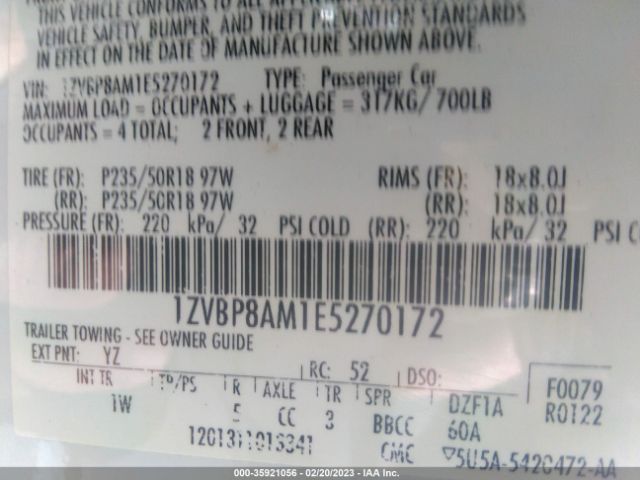 THIS VEHICLE CONFORMS TO ALL
VEHICLE SAFETY, BUMPER, AND THEFT PREVENTION STANDARDS
IN EFFECT ON THE DATE OF MANUFACTURE SHOWN ABOVE.
VIN: 1ZVBP8AM1E5270172 TYPE: Passenger Car
MAXIMUM LOAD = OCCUPANTS + LUGGAGE = 317KG/ 700LB
OCCUPANTS = 4 TOTAL; 2 FRONT, 2 REAR
TIRE (FR): P235/50R18 97W RIMS (FR): 18x8.0J
(RR): P235/50R18 97W (RR): 18x8.0J
PRESSURE (FR): 220 kPa/ 32 PSI COLD (RR): 220 kPa/ 32 PSI
1ZVBP8AM1E5270172
TRAILER TOWING - SEE OWNER GUIDE
EXT PNT: YZ RC: 52 DSO: F0079
INT TR TP/PS R AXLE TR SPR DZF1A R0122
1W 5 CC 3 BBCC 60A
CMC ▽5U5A-5420472-AA
000-35921056 - 02/20/2023 - IAA Inc.